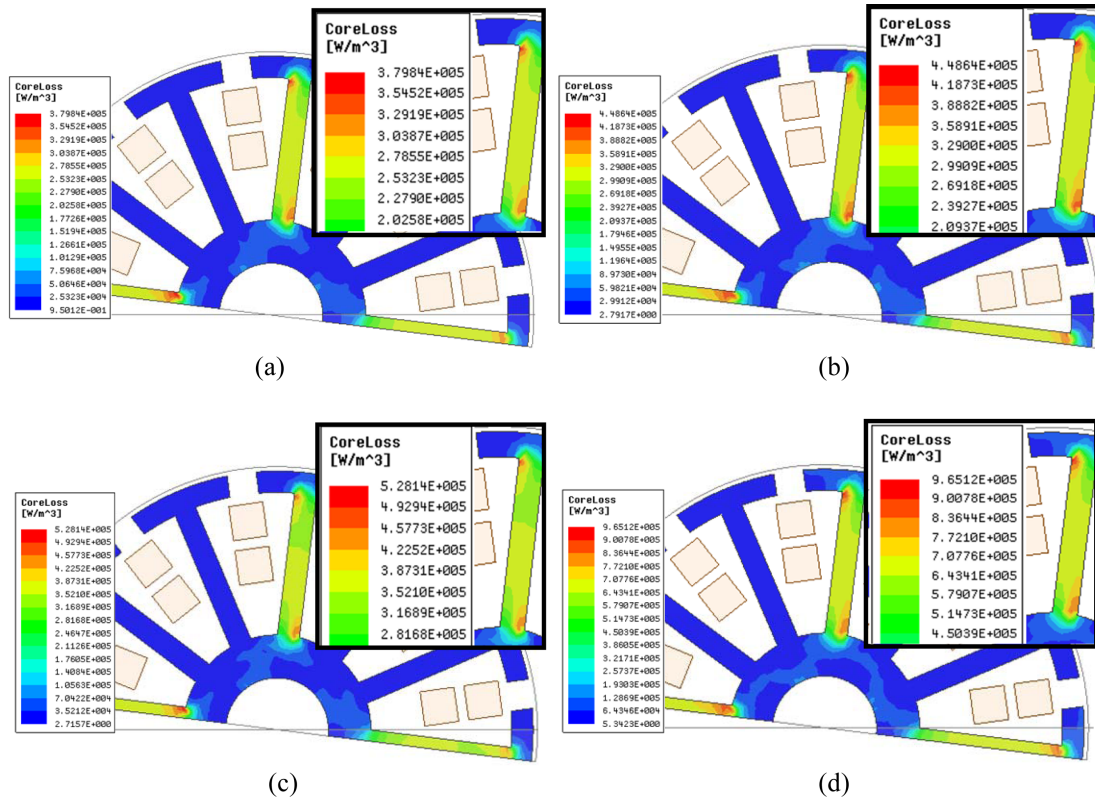 CoreLoss
[W/m^3]
3.7984E+005
3.5452E+005
3.2919E+005
3.0387E+005
2.7855E+005
2.5323E+005
2.2790E+005
2.0258E+005
1.7726E+005
1.5194E+005
1.2661E+005
1.0129E+005
7.5968E+004
5.0646E+004
2.5323E+004
9.5012E-001
CoreLoss
[W/m^3]
3.7984E+005
3.5452E+005
3.2919E+005
3.0387E+005
2.7855E+005
2.5323E+005
2.2790E+005
2.0258E+005
(a)
CoreLoss
[W/m^3]
4.4864E+005
4.1873E+005
3.8882E+005
3.5891E+005
3.2900E+005
2.9909E+005
2.6918E+005
2.3927E+005
2.0937E+005
1.7946E+005
1.4955E+005
1.1964E+005
8.9730E+004
5.9821E+004
2.9912E+004
2.7917E+000
CoreLoss
[W/m^3]
4.4864E+005
4.1873E+005
3.8882E+005
3.5891E+005
3.2900E+005
2.9909E+005
2.6918E+005
2.3927E+005
2.0937E+005
(b)
CoreLoss
[W/m^3]
5.2814E+005
4.9294E+005
4.5773E+005
4.2252E+005
3.8731E+005
3.5210E+005
3.1689E+005
2.8168E+005
2.4647E+005
2.1126E+005
1.7605E+005
1.4084E+005
1.0563E+005
7.0422E+004
3.5212E+004
2.7157E+000
CoreLoss
[W/m^3]
5.2814E+005
4.9294E+005
4.5773E+005
4.2252E+005
3.8731E+005
3.5210E+005
3.1689E+005
2.8168E+005
(c)
CoreLoss
[W/m^3]
9.6512E+005
9.0078E+005
8.3644E+005
7.7210E+005
7.0776E+005
6.4341E+005
5.7907E+005
5.1473E+005
4.5039E+005
3.8605E+005
3.2171E+005
2.5737E+005
1.9303E+005
1.2869E+005
6.4346E+004
5.3423E+000
CoreLoss
[W/m^3]
9.6512E+005
9.0078E+005
8.3644E+005
7.7210E+005
7.0776E+005
6.4341E+005
5.7907E+005
5.1473E+005
4.5039E+005
(d)